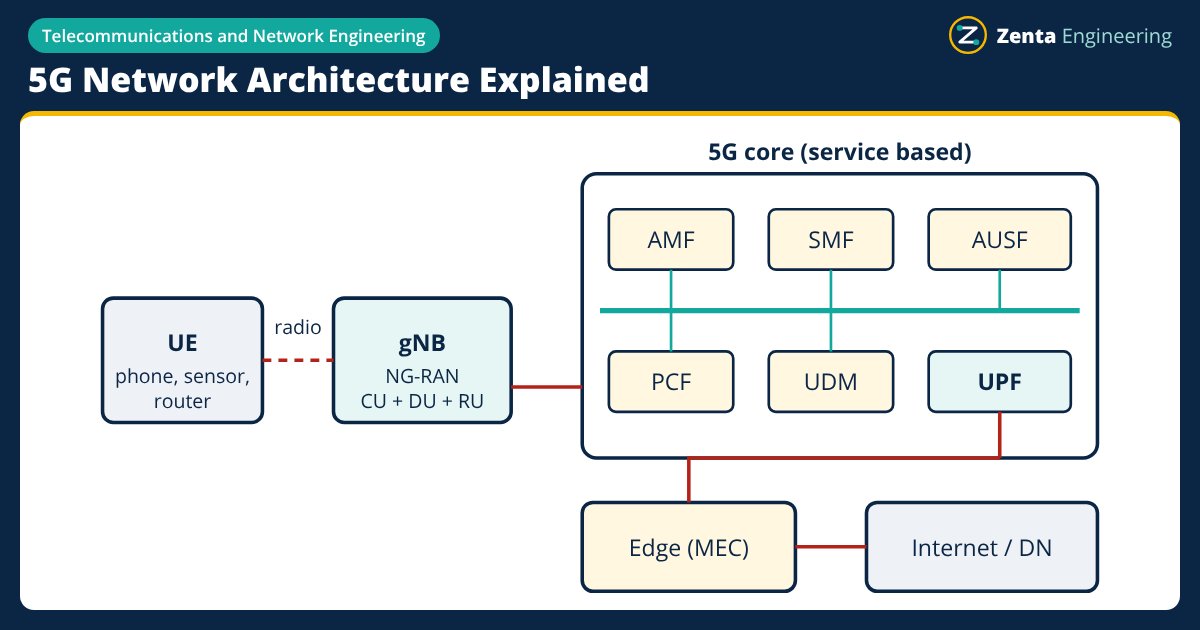 Telecommunications and Network Engineering
Zenta Engineering
5G Network Architecture Explained
5G core (service based)
AMF
SMF
AUSF
UE
phone, sensor,
router
radio
gNB
NG-RAN
CU + DU + RU
PCF
UDM
UPF
Edge (MEC)
Internet / DN